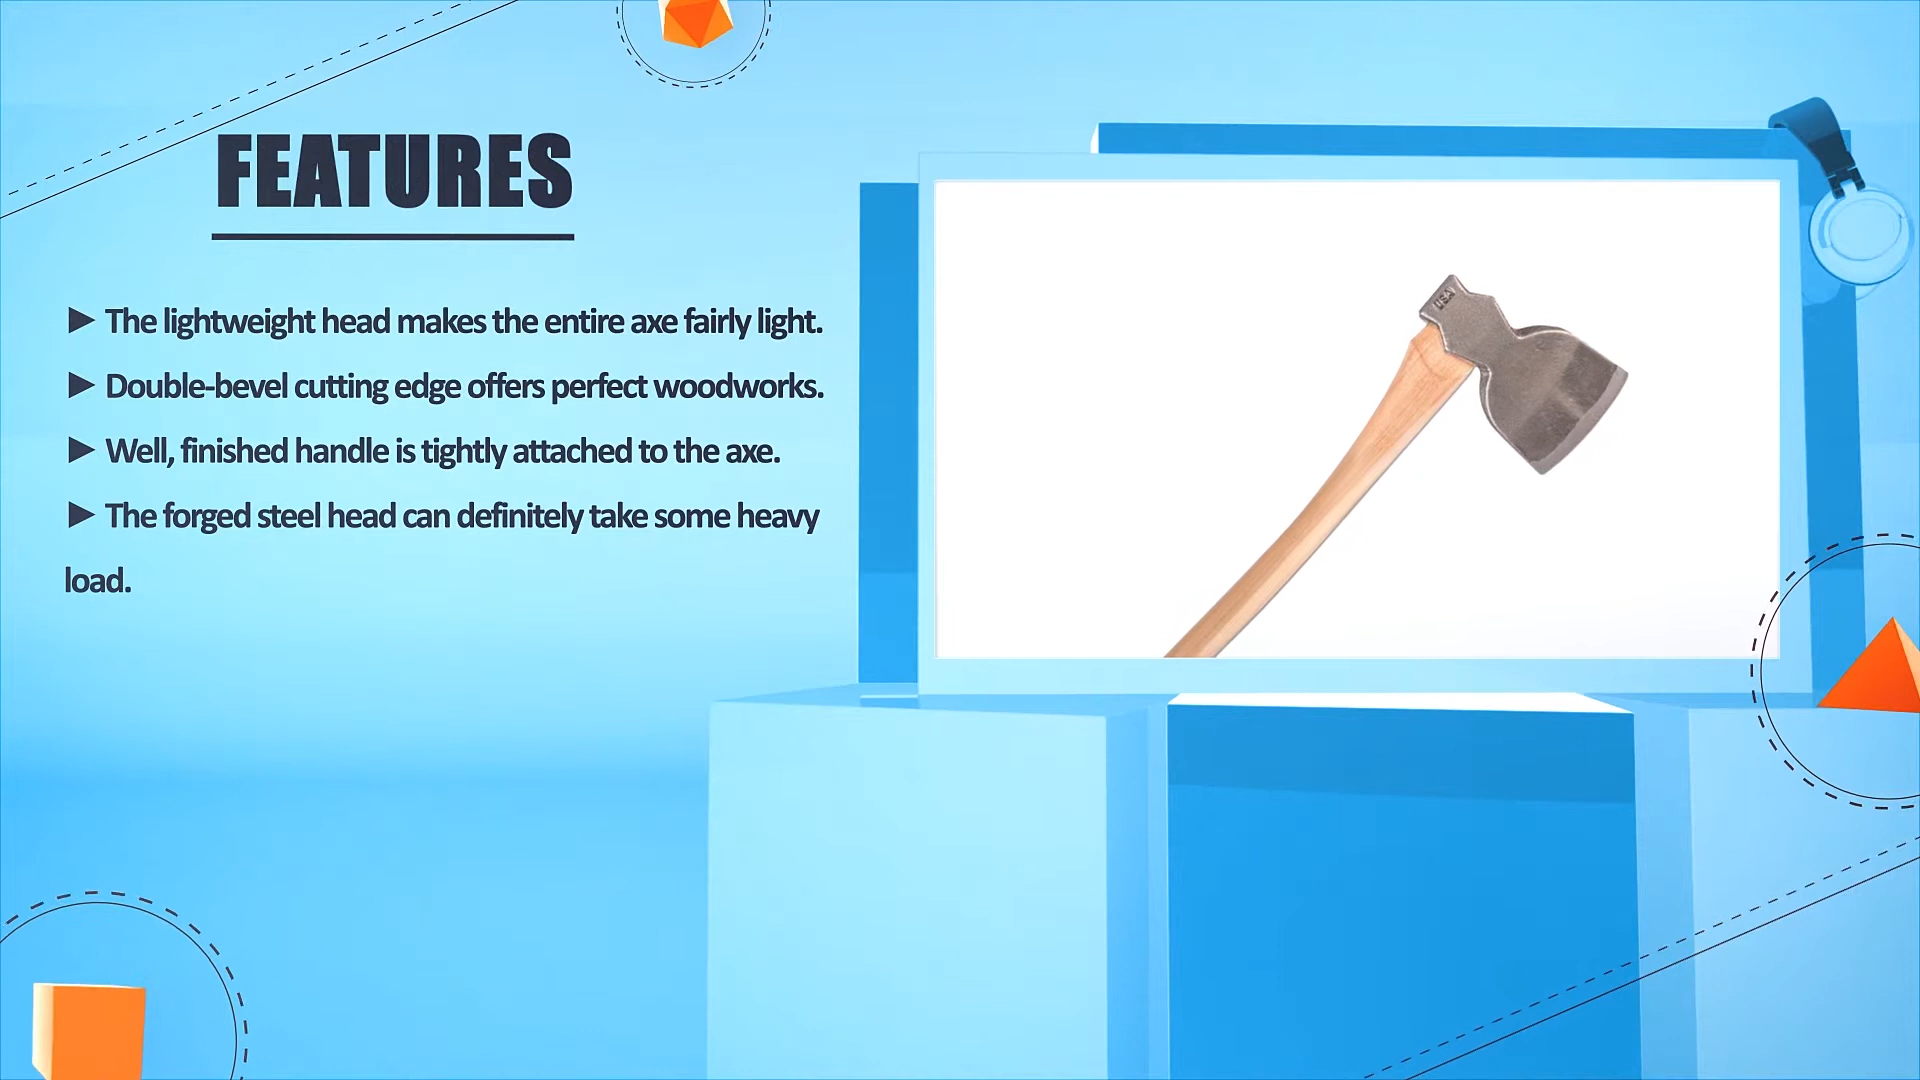 FEATURES
► The lightweight head makes the entire axe fairly light.
► Double-bevel cutting edge offers perfect woodworks.
► Well, finished handle is tightly attached to the axe.
► The forged steel head can definitely take some heavy
load.
USA